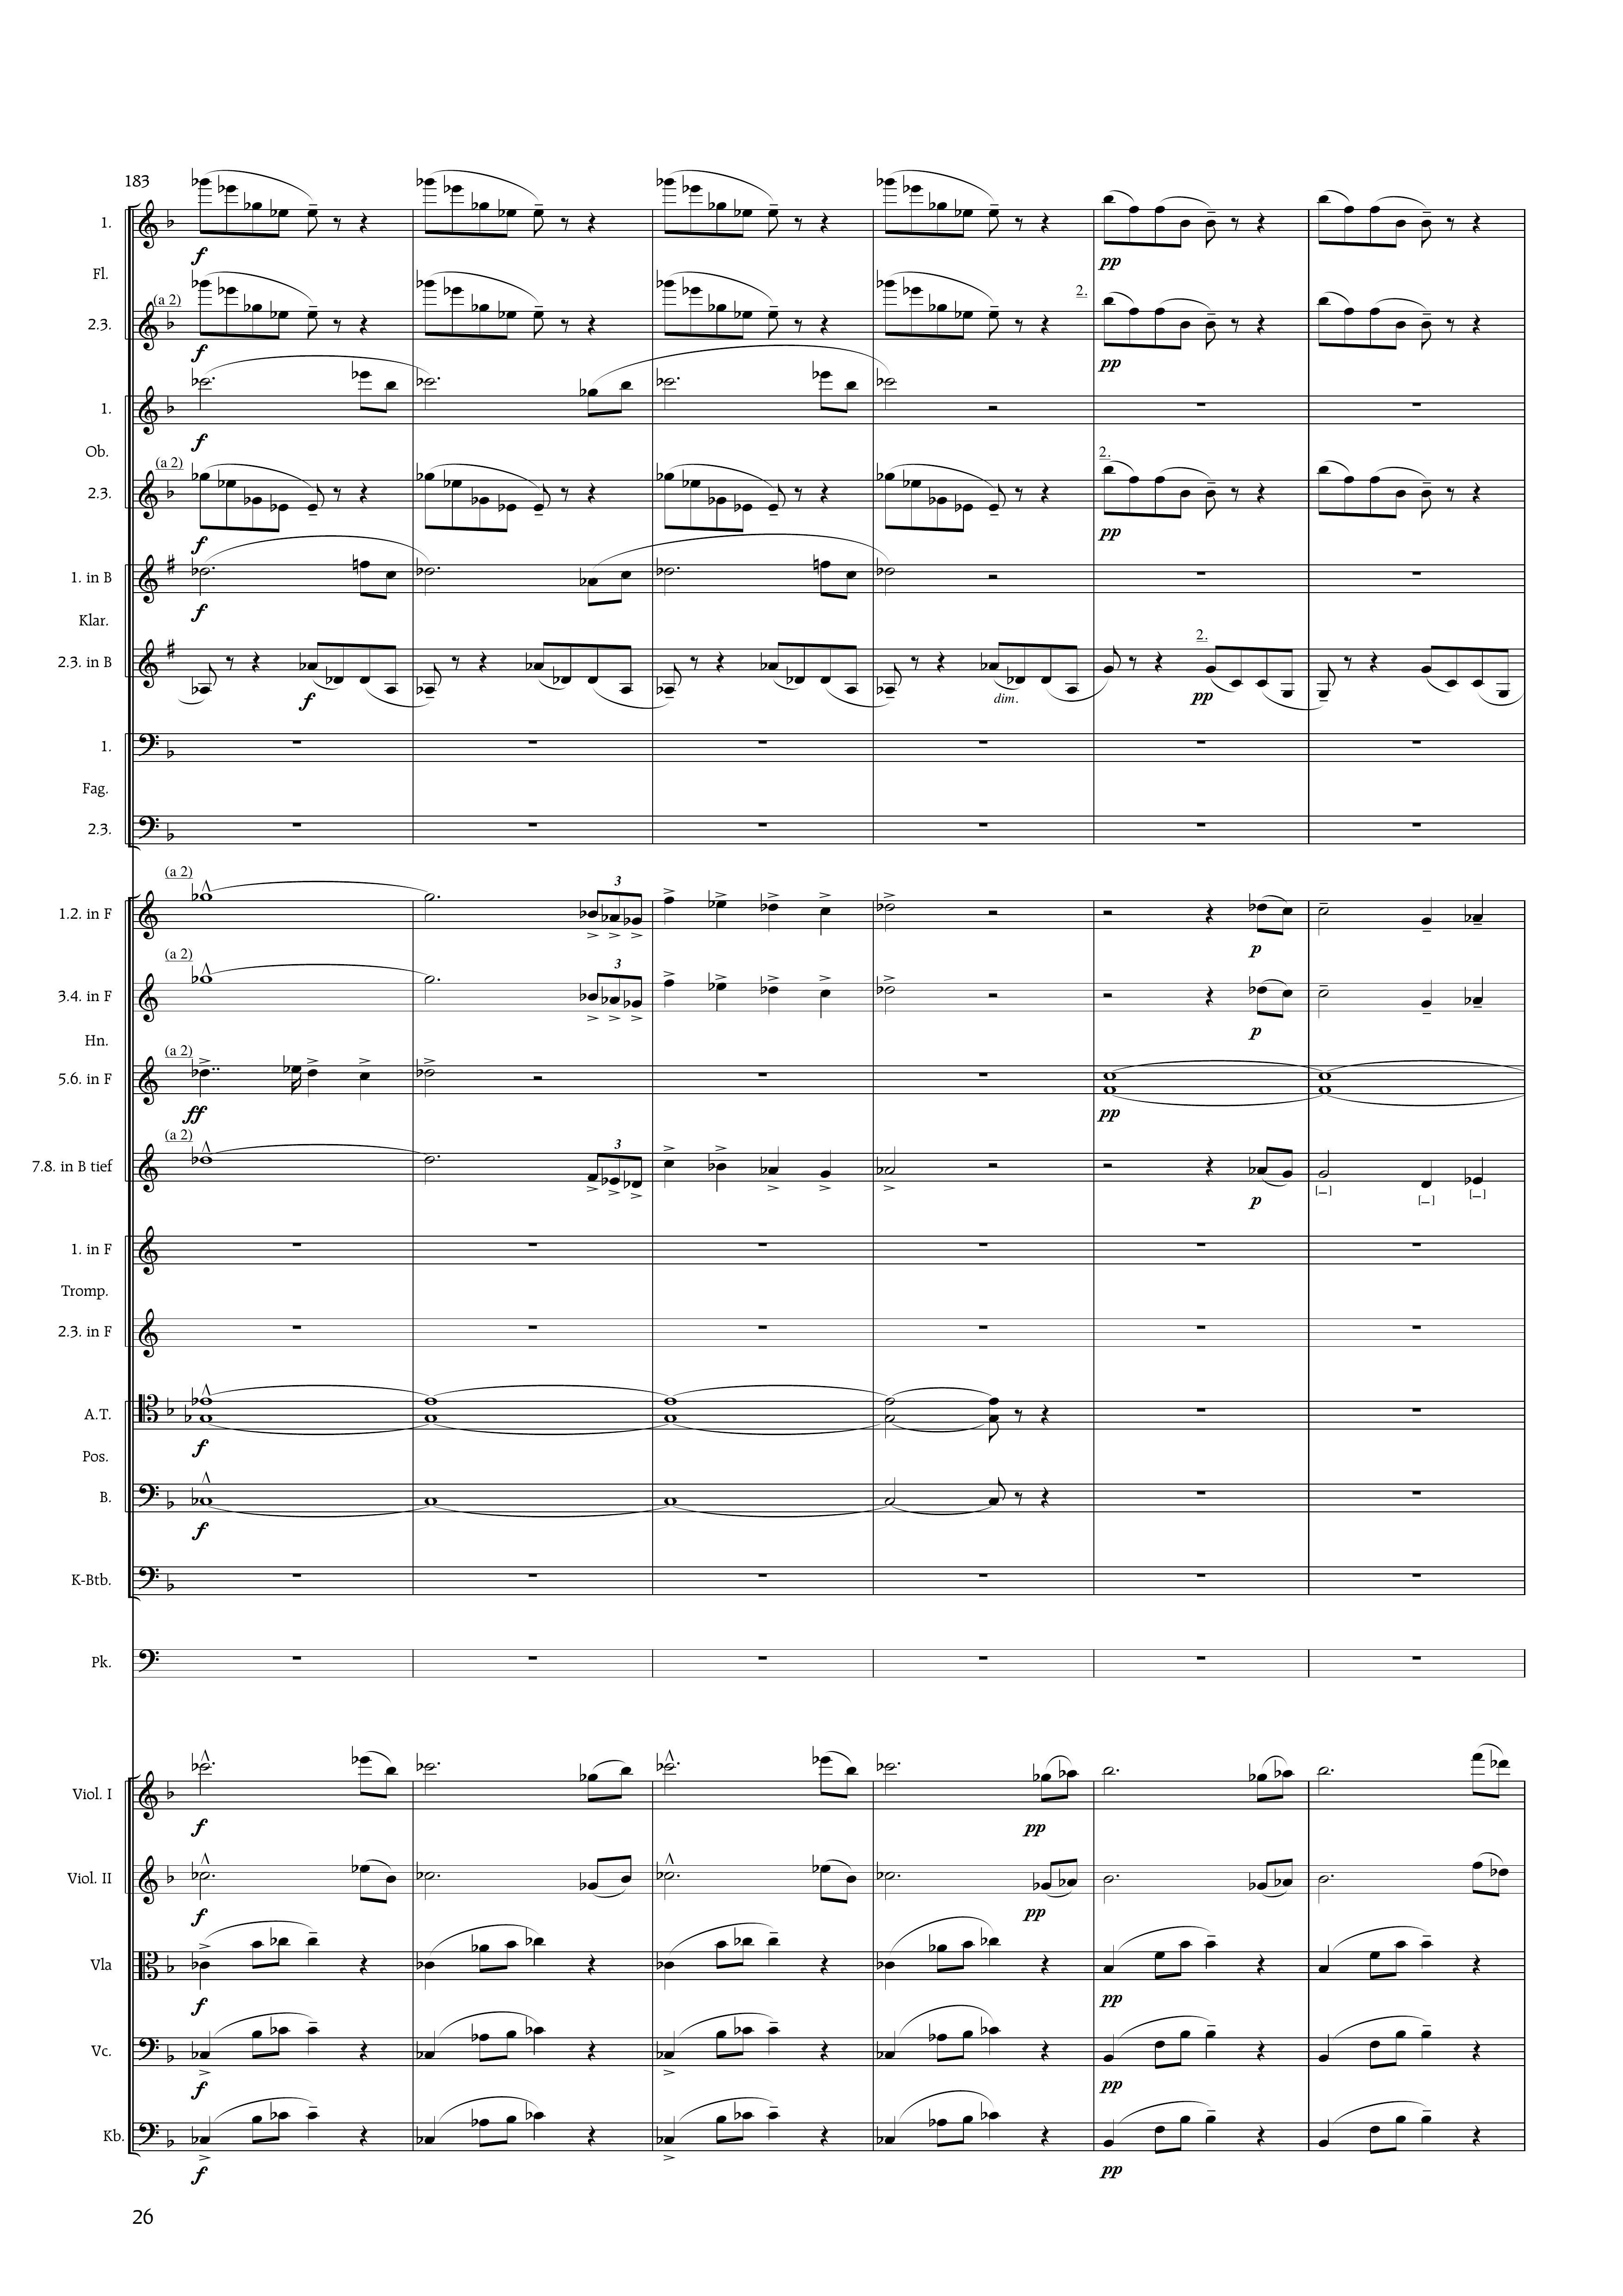 183
1.
f
pp
Fl.
(a 2)
2.
2.3.
f
pp
1.
f
Ob.
(a 2)
2.
2.3.
f
pp
1. in B
f
Klar.
2.
2.3. in B
f
dim.
pp
1.
Fag.
2.3.
(a 2)
3
1.2. in F
p
(a 2)
3
3.4. in F
p
Hn.
(a 2)
5.6. in F
ff
pp
(a 2)
3
7.8. in B tief
p
1. in F
Tromp.
2.3. in F
A.T.
f
Pos.
B.
f
K-Btb.
Pk.
Viol. I
f
pp
Viol. II
f
pp
Vla
f
pp
Vc.
f
pp
Kb.
f
pp
26